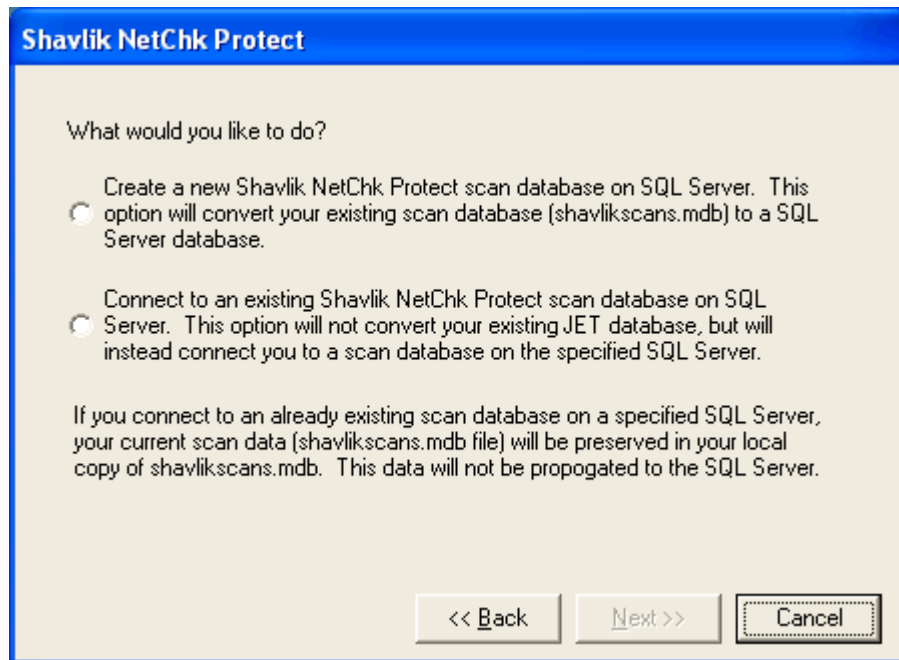 Shavlik NetChk Protect
What would you like to do?
Create a new Shavlik NetChk Protect scan database on SQL Server.  This
option will convert your existing scan database (shavlikscans.mdb) to a SQL
Server database.
Connect to an existing Shavlik NetChk Protect scan database on SQL
Server.  This option will not convert your existing JET database, but will
instead connect you to a scan database on the specified SQL Server.
If you connect to an already existing scan database on a specified SQL Server,
your current scan data (shavlikscans.mdb file) will be preserved in your local
copy of shavlikscans.mdb.  This data will not be propogated to the SQL Server.
<< Back Next >> Cancel